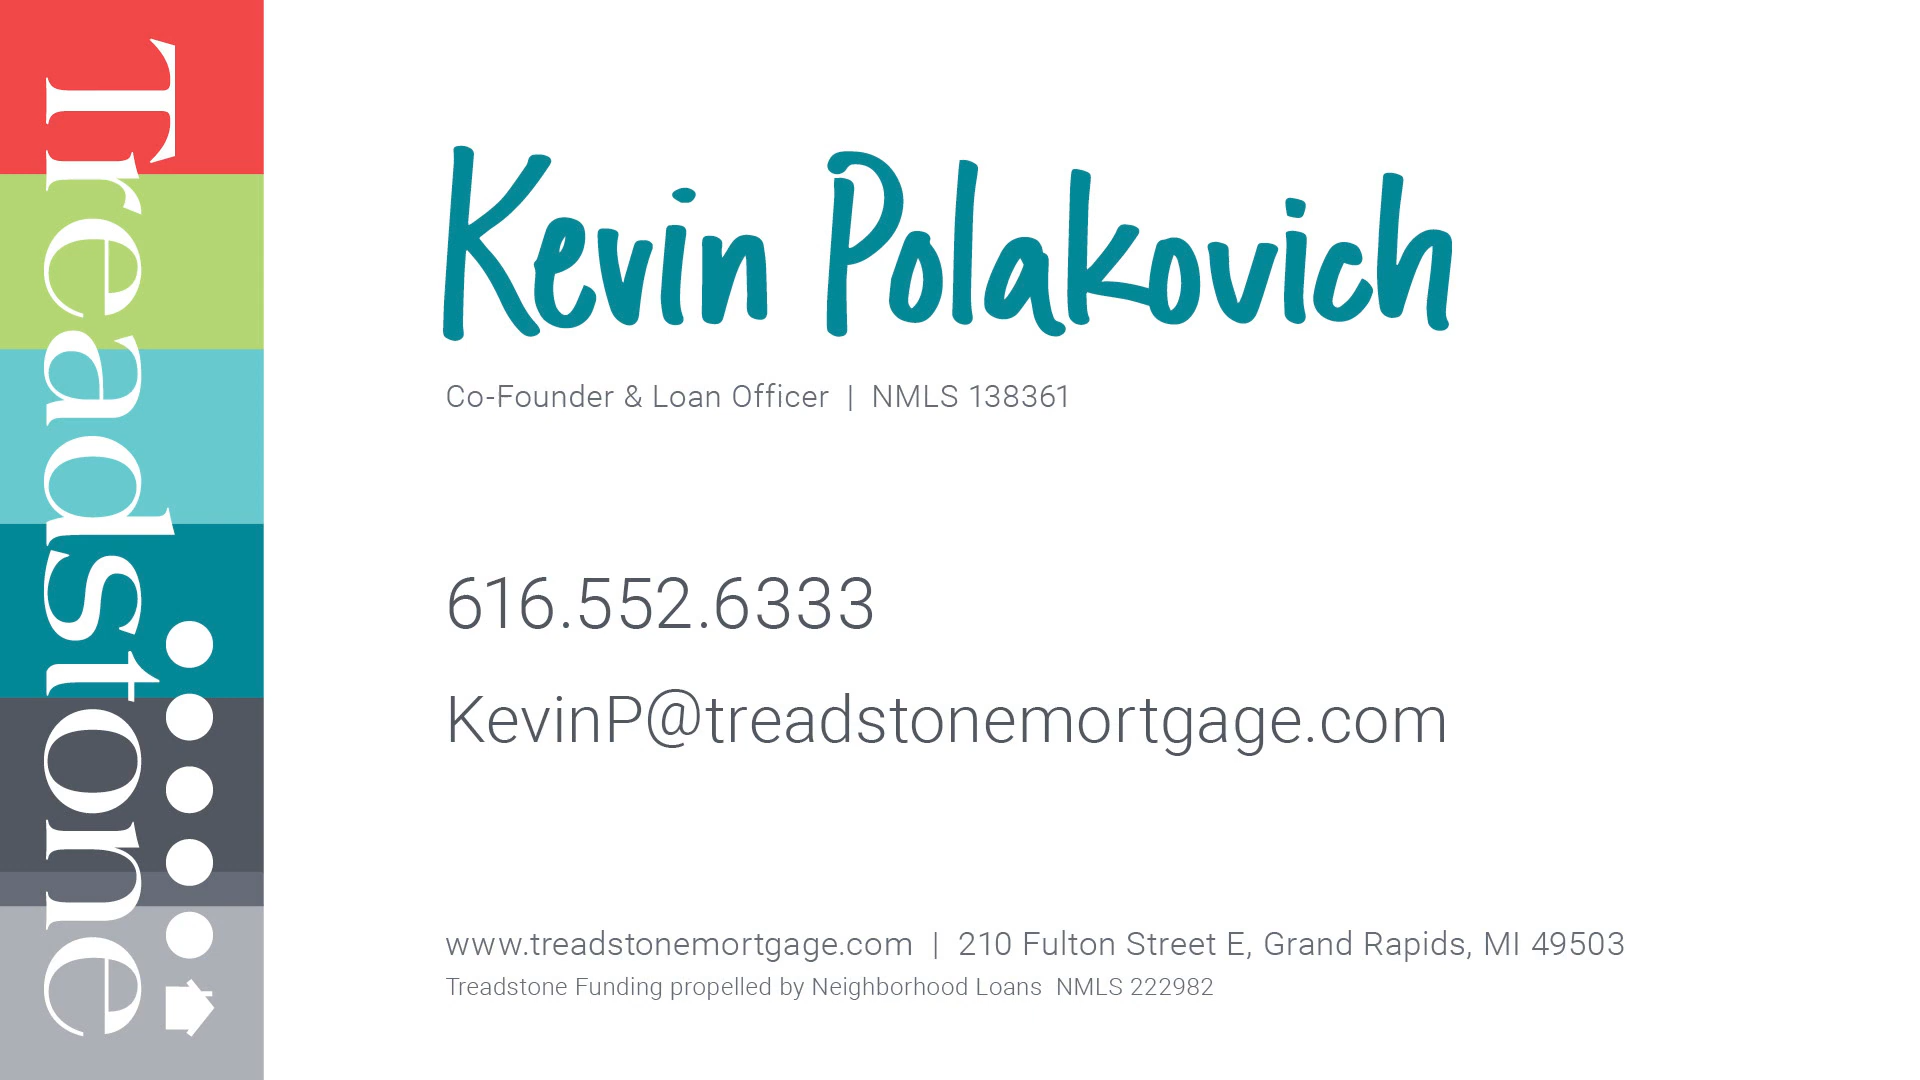 Treadstone
Kevin Polakovich
Co-Founder & Loan Officer | NMLS 138361
616.552.6333
KevinP@treadstonemortgage.com
www.treadstonemortgage.com | 210 Fulton Street E, Grand Rapids, MI 49503
Treadstone Funding propelled by Neighborhood Loans NMLS 222982